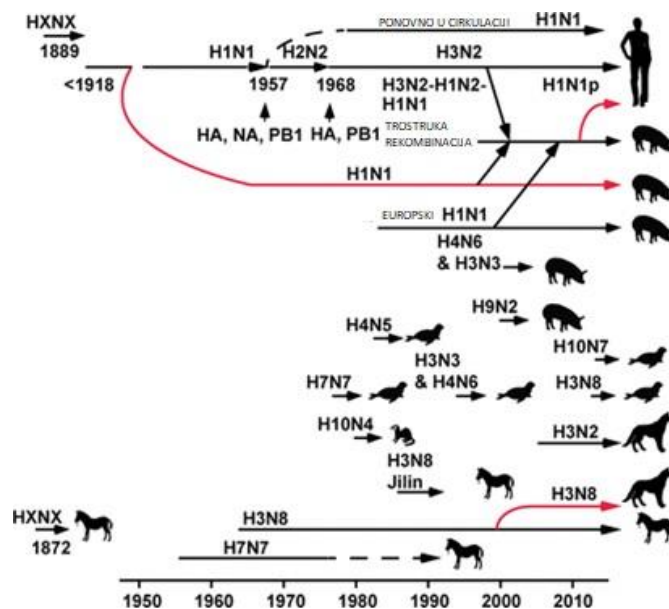 HXNX
1889
PONOVNO U CIRKULACIJI H1N1
H1N1 H2N2 H3N2
<1918 1957 1968 H3N2-H1N2-
H1N1 H1N1p
HA, NA, PB1 HA, PB1
TROSTRUKA
REKOMBINACIJA
H1N1
EUROPSKI H1N1
H4N6
& H3N3
H9N2
H4N5
H10N7
H3N3
& H4N6
H7N7 H3N8
H10N4
H3N2
H3N8
Jilin
H3N8
HXNX
1872
H3N8
H7N7
1950 1960 1970 1980 1990 2000 2010